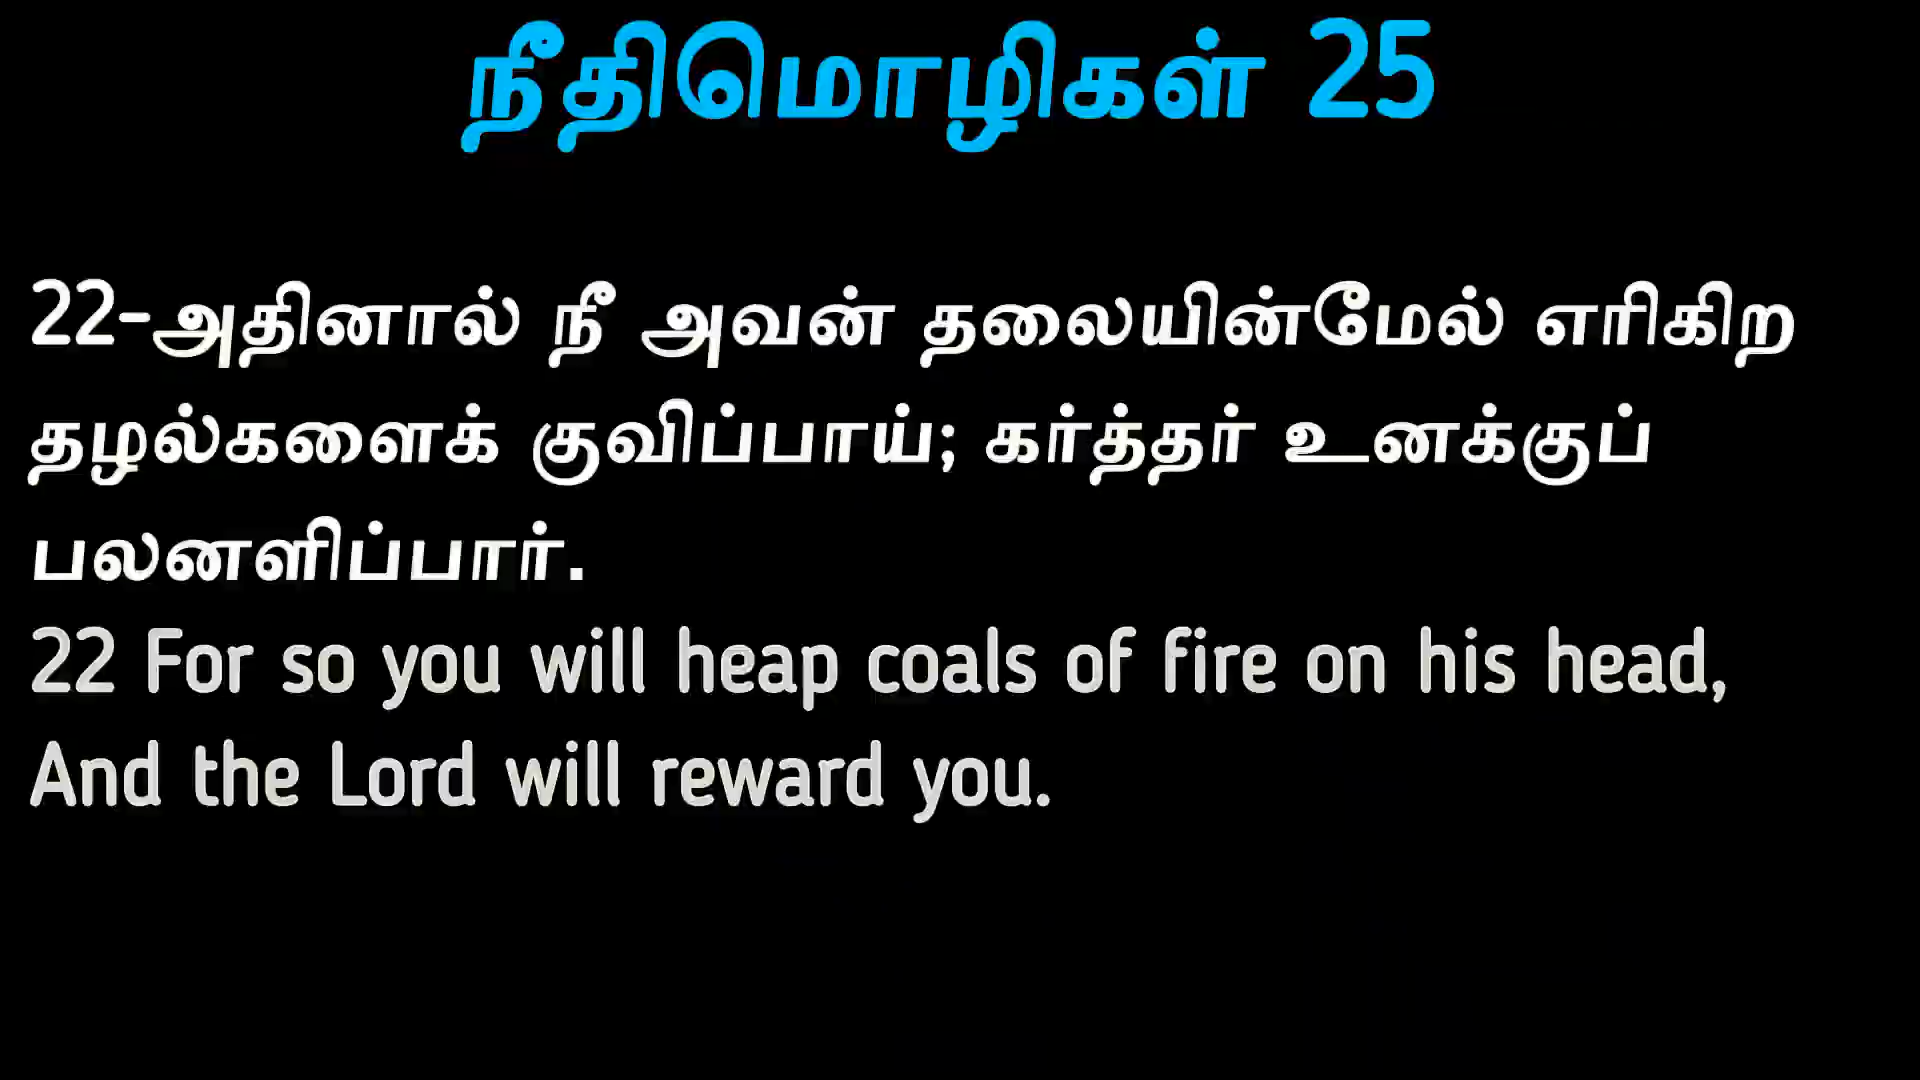 நீதிமொழிகள் 25
22-அதினால் நீ அவன் தலையின்மேல் எரிகிற
தழல்களைக் குவிப்பாய்; கர்த்தர் உனக்குப்
பலனளிப்பார்.
22 For so you will heap coals of fire on his head,
And the Lord will reward you.